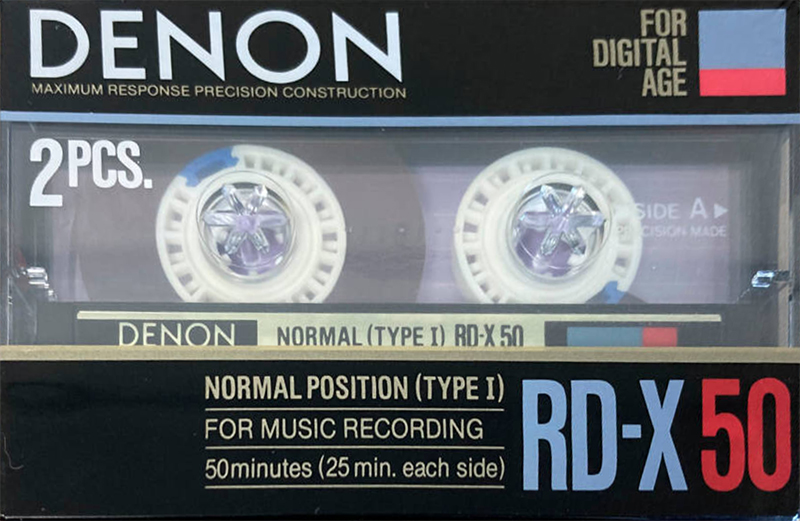 DENON
MAXIMUM RESPONSE PRECISION CONSTRUCTION
FOR
DIGITAL
AGE
2PCS.
SIDE A▶
PRECISION MADE
DENON
NORMAL (TYPE I) RD-X 50
NORMAL POSITION (TYPE I)
FOR MUSIC RECORDING
50minutes (25 min. each side)
RD-X 50